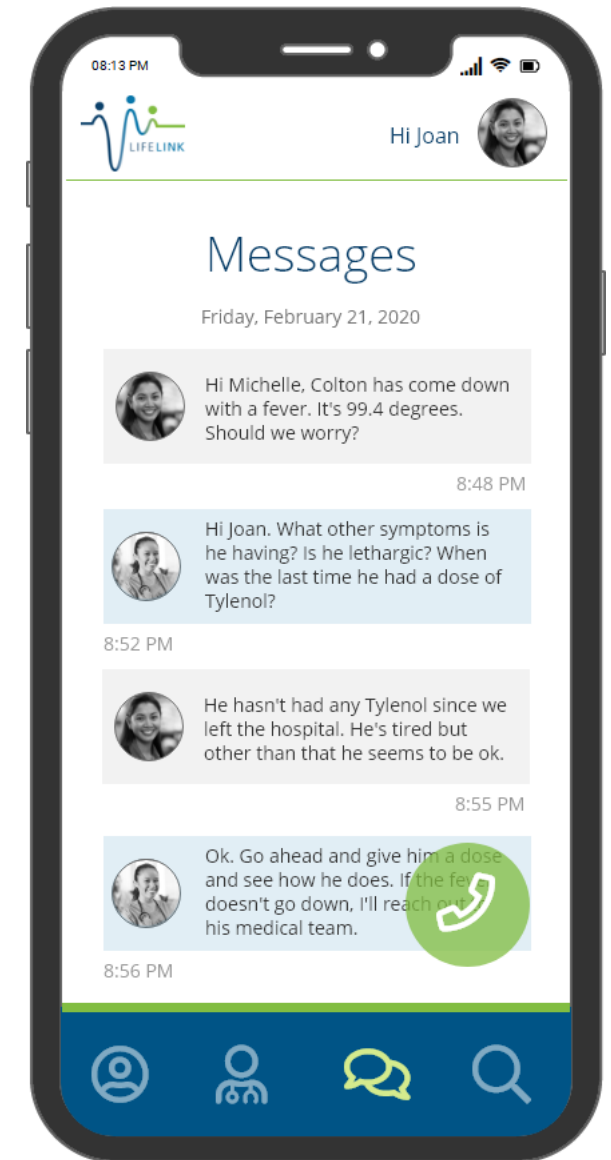 08:13 PM
LIFELINK
Hi Joan
Messages
Friday, February 21, 2020
Hi Michelle, Colton has come down
with a fever. It's 99.4 degrees.
Should we worry?
8:48 PM
Hi Joan. What other symptoms is
he having? Is he lethargic? When
was the last time he had a dose of
Tylenol?
8:52 PM
He hasn't had any Tylenol since we
left the hospital. He's tired but
other than that he seems to be ok.
8:55 PM
Ok. Go ahead and give him a dose
and see how he does. If the fever
doesn't go down, I'll reach out to
his medical team.
8:56 PM